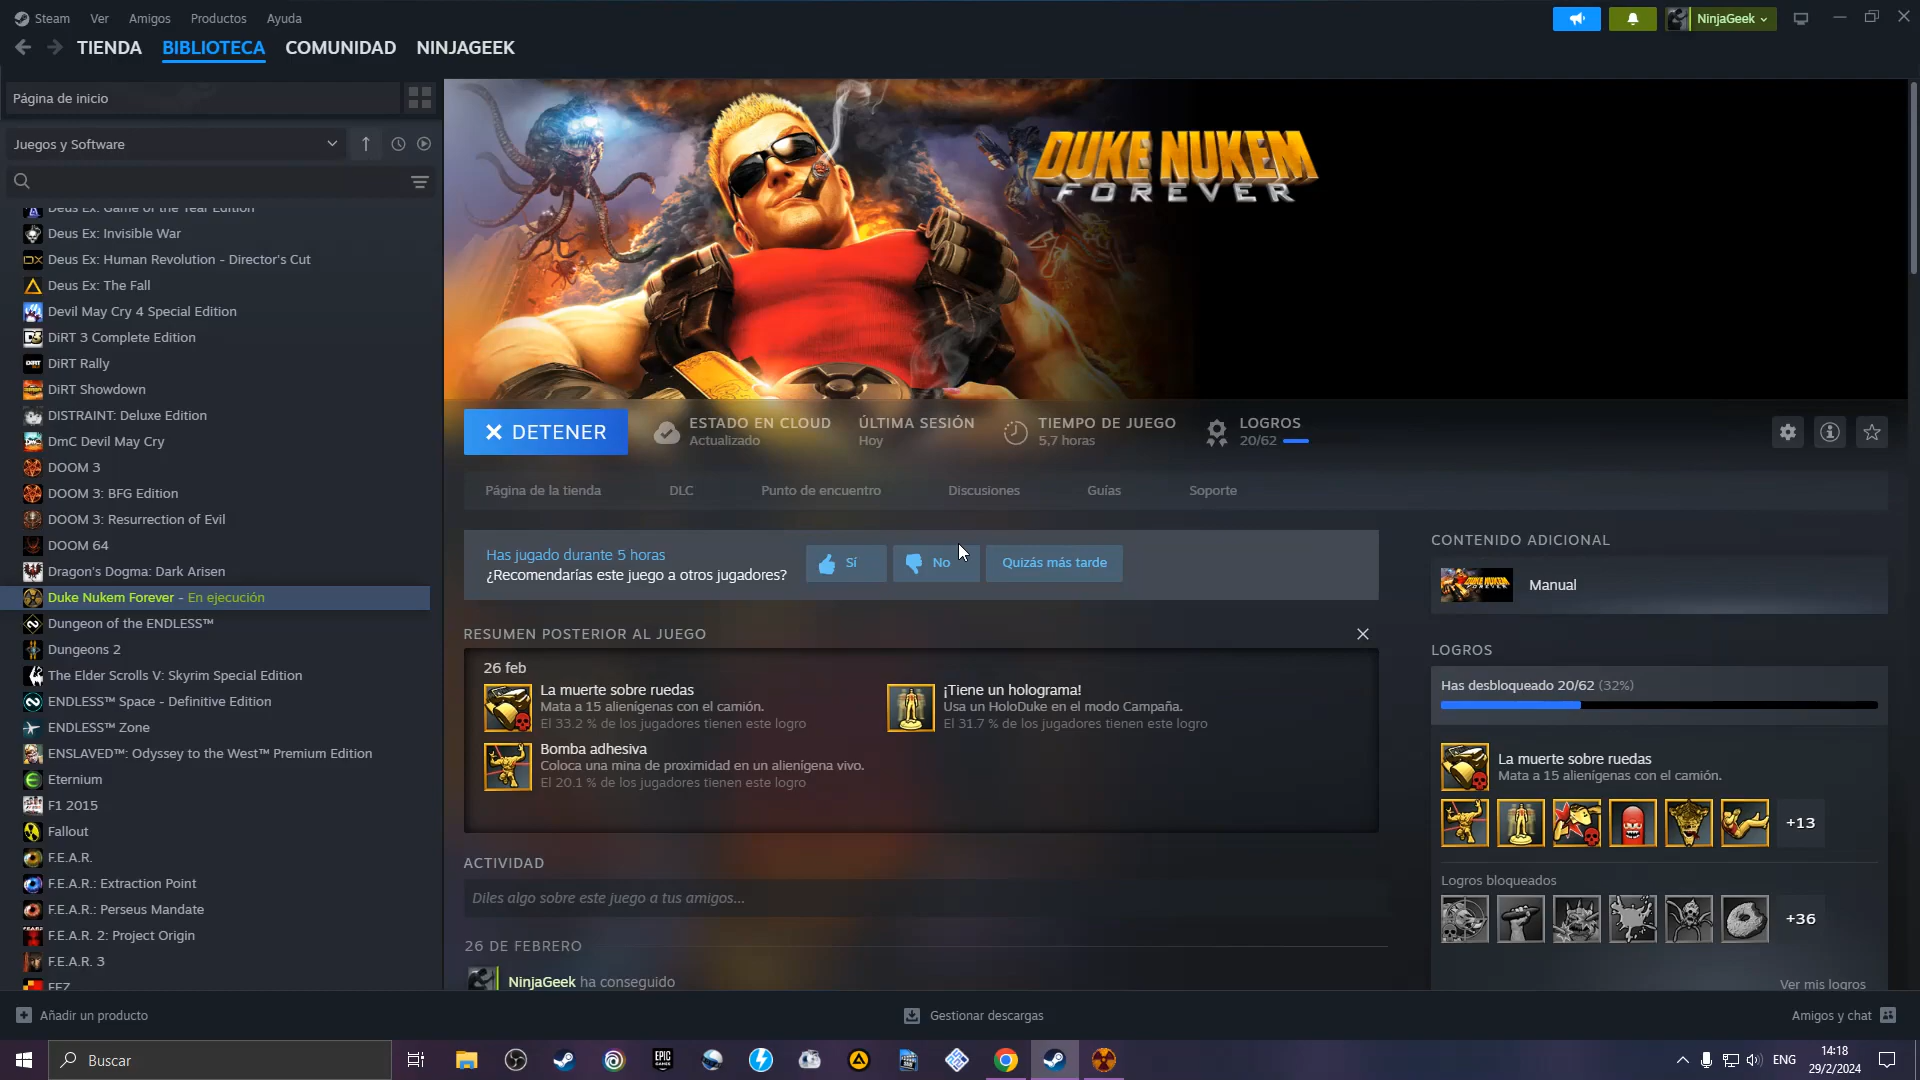 Steam Ver Amigos Productos Ayuda
NinjaGeek
TIENDA BIBLIOTECA COMUNIDAD NINJAGEEK
Página de inicio
Juegos y Software
Deus Ex: Game of the Year Edition
Deus Ex: Invisible War
Deus Ex: Human Revolution - Director's Cut
Deus Ex: The Fall
Devil May Cry 4 Special Edition
DiRT 3 Complete Edition
DiRT Rally
DiRT Showdown
DISTRAINT: Deluxe Edition
DmC Devil May Cry
DOOM 3
DOOM 3: BFG Edition
DOOM 3: Resurrection of Evil
DOOM 64
Dragon's Dogma: Dark Arisen
Duke Nukem Forever - En ejecución
Dungeon of the ENDLESS™
Dungeons 2
The Elder Scrolls V: Skyrim Special Edition
ENDLESS™ Space - Definitive Edition
ENDLESS™ Zone
ENSLAVED™: Odyssey to the West™ Premium Edition
Eternium
F1 2015
Fallout
F.E.A.R.
F.E.A.R.: Extraction Point
F.E.A.R.: Perseus Mandate
F.E.A.R. 2: Project Origin
F.E.A.R. 3
FEZ
DUKE NUKEM
FOREVER
DETENER
ESTADO EN CLOUD
Actualizado
ÚLTIMA SESIÓN
Hoy
TIEMPO DE JUEGO
5,7 horas
LOGROS
20/62
Página de la tienda DLC Punto de encuentro Discusiones Guías Soporte
Has jugado durante 5 horas
¿Recomendarías este juego a otros jugadores?
Sí
No
Quizás más tarde
RESUMEN POSTERIOR AL JUEGO
26 feb
La muerte sobre ruedas
Mata a 15 alienígenas con el camión.
El 33.2 % de los jugadores tienen este logro
¡Tiene un holograma!
Usa un HoloDuke en el modo Campaña.
El 31.7 % de los jugadores tienen este logro
Bomba adhesiva
Coloca una mina de proximidad en un alienígena vivo.
El 20.1 % de los jugadores tienen este logro
ACTIVIDAD
Diles algo sobre este juego a tus amigos...
26 DE FEBRERO
NinjaGeek ha conseguido
CONTENIDO ADICIONAL
Manual
LOGROS
Has desbloqueado 20/62 (32%)
La muerte sobre ruedas
Mata a 15 alienígenas con el camión.
+13
Logros bloqueados
+36
Ver mis logros
Añadir un producto
Gestionar descargas
Amigos y chat
Buscar
EPIC
GAMES
ENG
14:18
29/2/2024